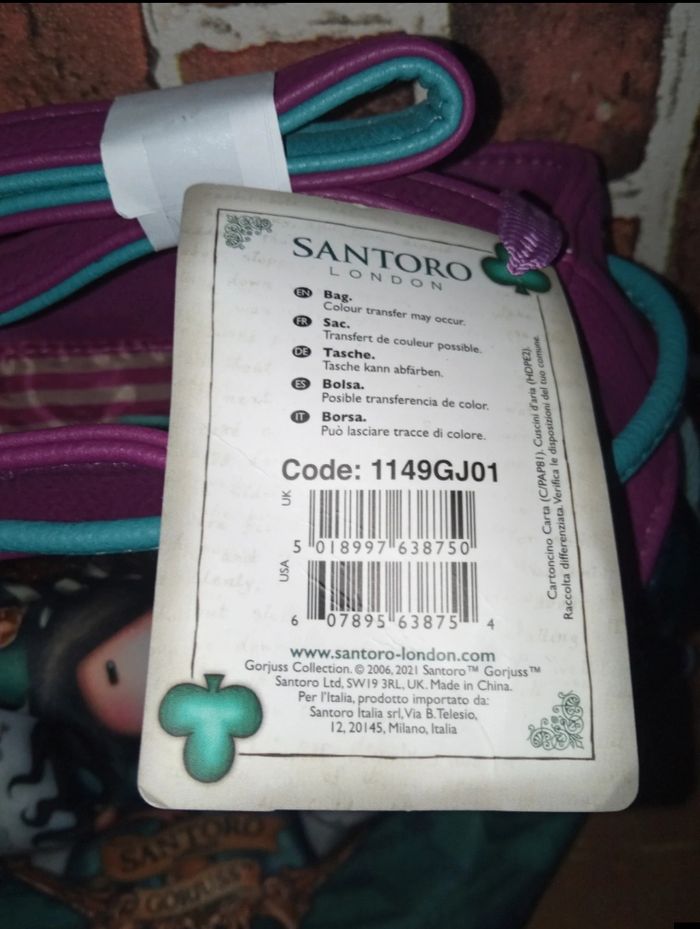 SANTORO
LONDON
EN Bag.
Colour transfer may occur.
FR Sac.
Transfert de couleur possible.
DE Tasche.
Tasche kann abfärben.
ES Bolsa.
Posible transferencia de color.
IT Borsa.
Può lasciare tracce di colore.
Code: 1149GJ01
UK
5 018997 638750
USA
6 07895 63875 4
www.santoro-london.com
Gorjuss Collection. © 2006, 2021 Santoro™ Gorjuss™
Santoro Ltd, SW19 3RL, UK. Made in China.
Per l'Italia, prodotto importato da:
Santoro Italia srl, Via B. Telesio,
12, 20145, Milano, Italia
Cartoncino Carta (C/PAP81). Cuscini d'aria (HDPE2).
Raccolta differenziata. Verifica le disposizioni del tuo comune.
SANTORO
GORJUSS